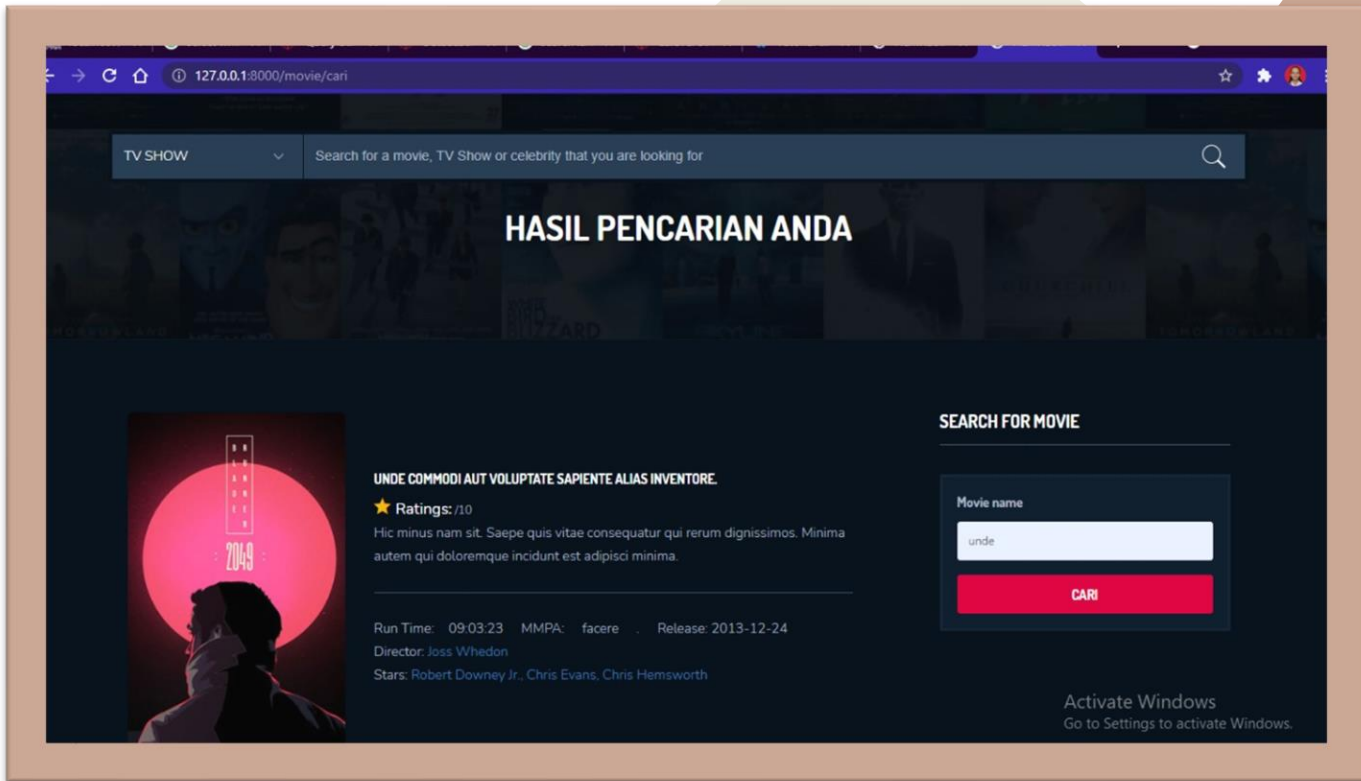 127.0.0.1:8000/movie/cari
TV SHOW Search for a movie, TV Show or celebrity that you are looking for
HASIL PENCARIAN ANDA
BLIZZARD
SEARCH FOR MOVIE
2049
UNDE COMMODI AUT VOLUPTATE SAPIENTE ALIAS INVENTORE.
Ratings: /10
Hic minus nam sit. Saepe quis vitae consequatur qui rerum dignissimos. Minima
autem qui doloremque incidunt est adipisci minima.
Run Time: 09:03:23 MMPA: facere . Release: 2013-12-24
Director: Joss Whedon
Stars: Robert Downey Jr., Chris Evans, Chris Hemsworth
Movie name
unde
CARI
Activate Windows
Go to Settings to activate Windows.